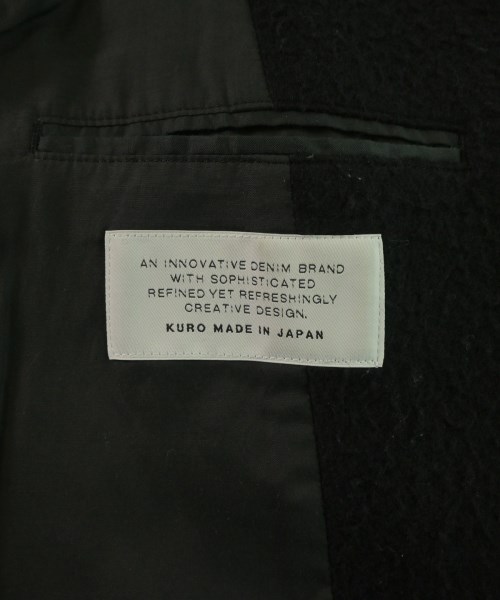 AN INNOVATIVE DENIM BRAND
WITH SOPHISTICATED
REFINED YET REFRESHINGLY
CREATIVE DESIGN.
KURO MADE IN JAPAN